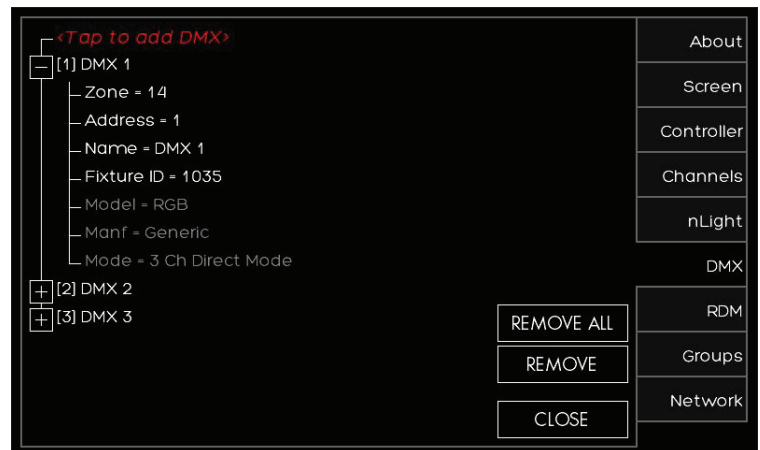 <Tap to add DMX>
[1] DMX 1
Zone = 14
Address = 1
Name = DMX 1
Fixture ID = 1035
Model = RGB
Manf = Generic
Mode = 3 Ch Direct Mode
[2] DMX 2
[3] DMX 3
REMOVE ALL
REMOVE
CLOSE
About
Screen
Controller
Channels
nLight
DMX
RDM
Groups
Network